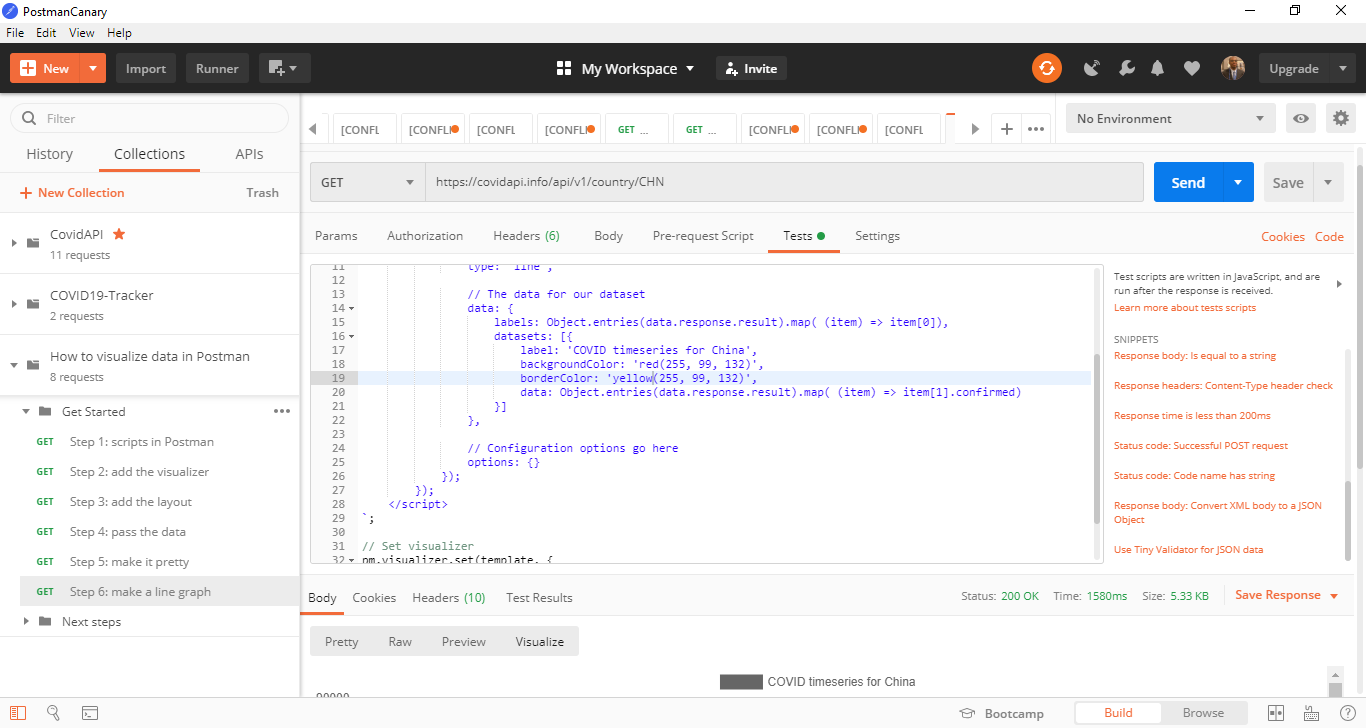 PostmanCanary
File Edit View Help
New Import Runner My Workspace Invite Upgrade
Filter
History Collections APIs
New Collection Trash
CovidAPI
11 requests
COVID19-Tracker
2 requests
How to visualize data in Postman
8 requests
Get Started
GET Step 1: scripts in Postman
GET Step 2: add the visualizer
GET Step 3: add the layout
GET Step 4: pass the data
GET Step 5: make it pretty
GET Step 6: make a line graph
Next steps
[CONFL [CONFLI [CONFL [CONFLI GET ... GET ... [CONFLI [CONFLI [CONFL
No Environment
GET https://covidapi.info/api/v1/country/CHN Send Save
Params Authorization Headers (6) Body Pre-request Script Tests Settings Cookies Code
11 type: 'line',
12
13 // The data for our dataset
14 data: {
15 labels: Object.entries(data.response.result).map( (item) => item[0]),
16 datasets: [{
17 label: 'COVID timeseries for China',
18 backgroundColor: 'red(255, 99, 132)',
19 borderColor: 'yellow(255, 99, 132)',
20 data: Object.entries(data.response.result).map( (item) => item[1].confirmed)
21 }]
22 },
23
24 // Configuration options go here
25 options: {}
26 });
27 });
28 </script>
29 `;
30
31 // Set visualizer
32 pm.visualizer.set(template, {
Test scripts are written in JavaScript, and are
run after the response is received.
Learn more about tests scripts
SNIPPETS
Response body: Is equal to a string
Response headers: Content-Type header check
Response time is less than 200ms
Status code: Successful POST request
Status code: Code name has string
Response body: Convert XML body to a JSON
Object
Use Tiny Validator for JSON data
Body Cookies Headers (10) Test Results Status: 200 OK Time: 1580ms Size: 5.33 KB Save Response
Pretty Raw Preview Visualize
COVID timeseries for China
Bootcamp Build Browse